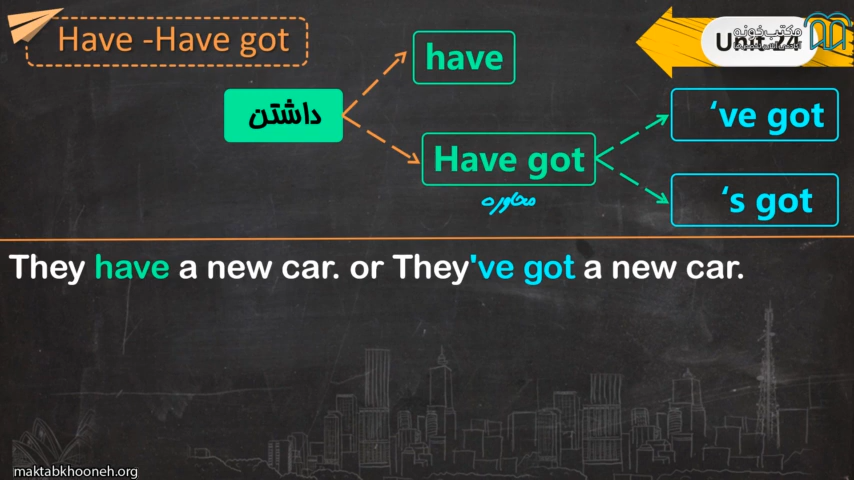 Have -Have got
Unit 24
مکتب‌خونه
have
داشتن
‘ve got
Have got
محاوره
‘s got
They have a new car. or They've got a new car.
maktabkhooneh.org